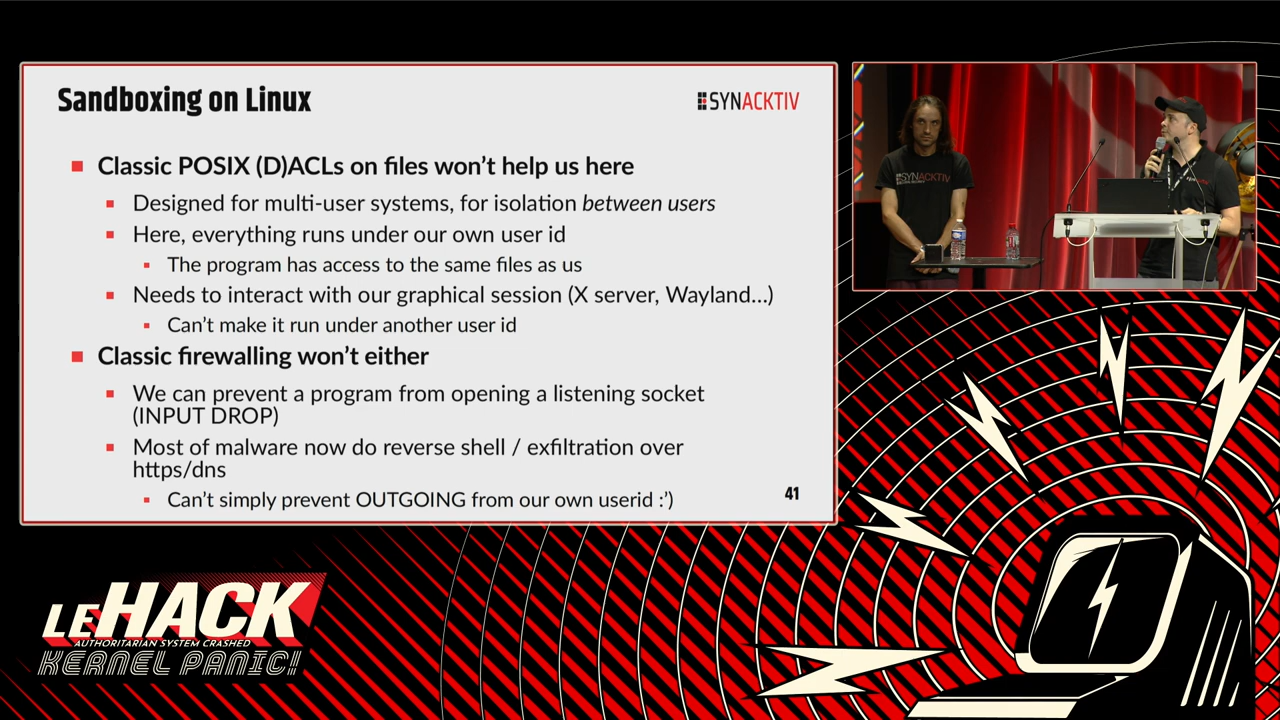 Sandboxing on Linux
SYNACKTIV
Classic POSIX (D)ACLs on files won't help us here
Designed for multi-user systems, for isolation between users
Here, everything runs under our own user id
The program has access to the same files as us
Needs to interact with our graphical session (X server, Wayland...)
Can't make it run under another user id
Classic firewalling won't either
We can prevent a program from opening a listening socket
(INPUT DROP)
Most of malware now do reverse shell / exfiltration over
https/dns
Can't simply prevent OUTGOING from our own userid :')
41
SYNACKTIV
LEHACK
AUTHORITARIAN SYSTEM CRASHED
KERNEL PANIC!